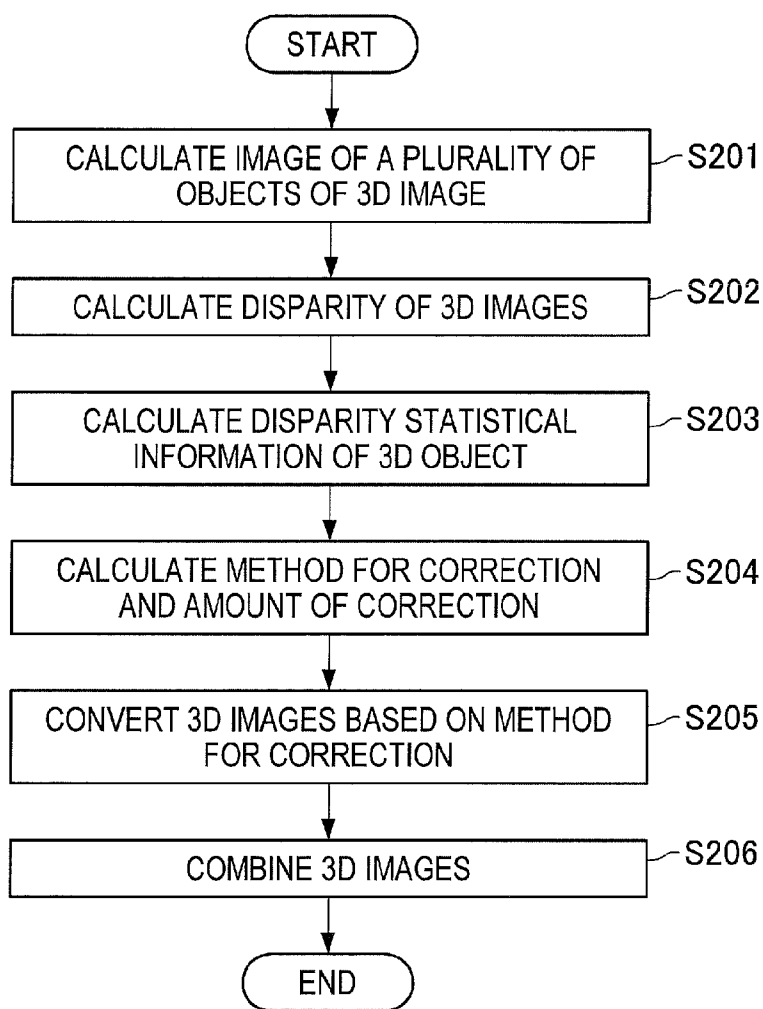 START
CALCULATE IMAGE OF A PLURALITY OF
OBJECTS OF 3D IMAGE
S201
CALCULATE DISPARITY OF 3D IMAGES
S202
CALCULATE DISPARITY STATISTICAL
INFORMATION OF 3D OBJECT
S203
CALCULATE METHOD FOR CORRECTION
AND AMOUNT OF CORRECTION
S204
CONVERT 3D IMAGES BASED ON METHOD
FOR CORRECTION
S205
COMBINE 3D IMAGES
S206
END